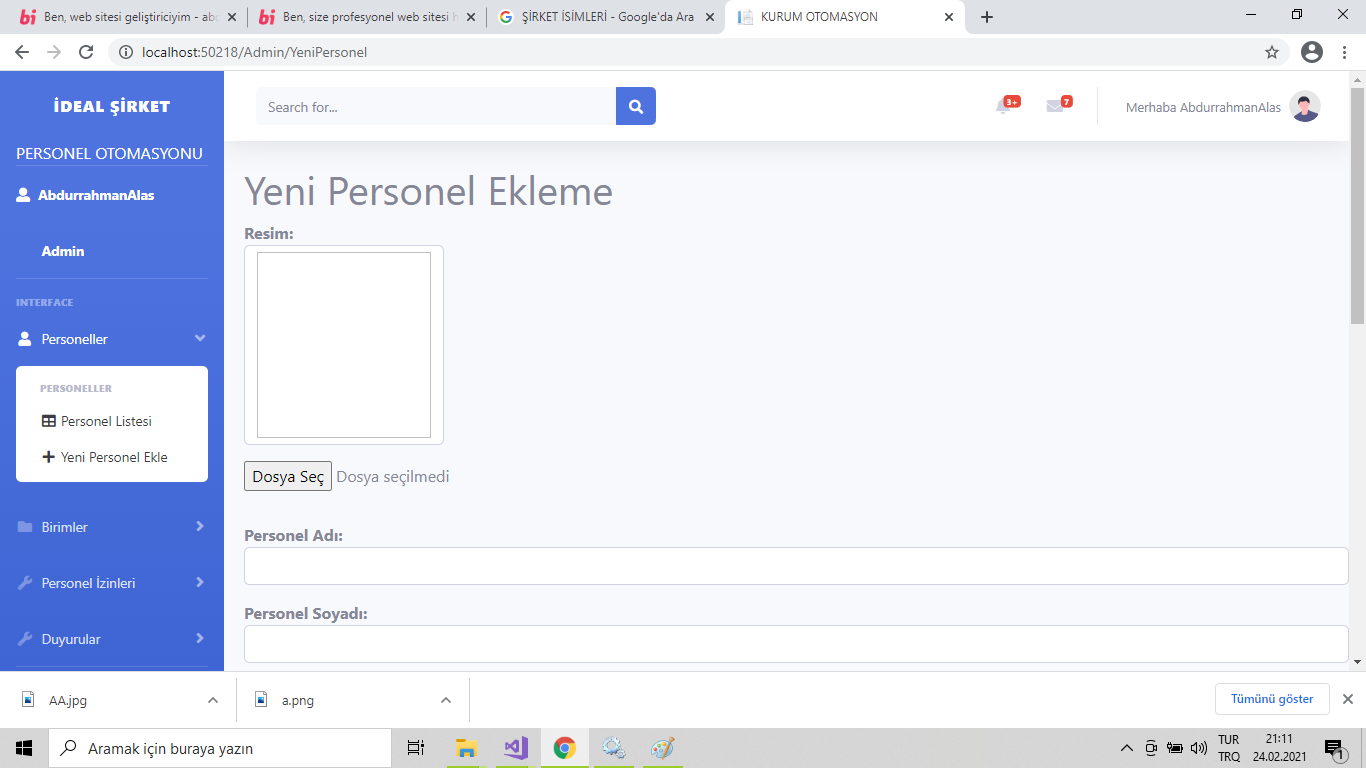 Ben, web sitesi geliştiriciyim - abc
Ben, size profesyonel web sitesi h
ŞİRKET İSİMLERİ - Google'da Ara
KURUM OTOMASYON
localhost:50218/Admin/YeniPersonel
İDEAL ŞİRKET
Search for...
3+
7
Merhaba AbdurrahmanAlas
PERSONEL OTOMASYONU
AbdurrahmanAlas
Admin
INTERFACE
Personeller
PERSONELLER
Personel Listesi
Yeni Personel Ekle
Birimler
Personel İzinleri
Duyurular
Yeni Personel Ekleme
Resim:
Dosya Seç Dosya seçilmedi
Personel Adı:
Personel Soyadı:
AA.jpg
a.png
Tümünü göster
Aramak için buraya yazın
TUR
TRQ
21:11
24.02.2021
1